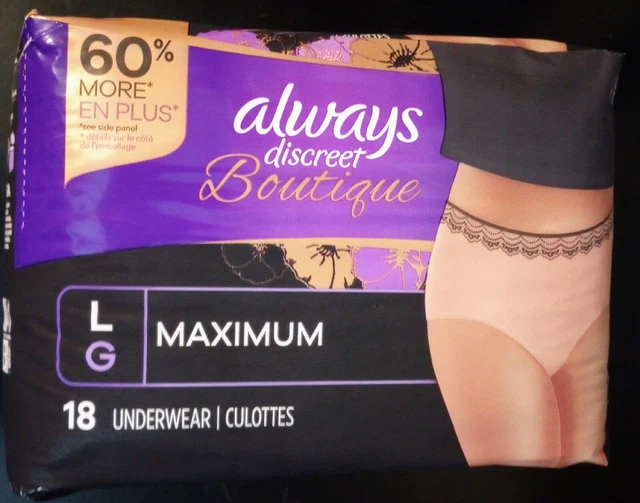 60%
MORE*
EN PLUS*
*see side panel
* détails sur le côté
de l'emballage
always
discreet
Boutique
L
G
MAXIMUM
18 UNDERWEAR | CULOTTES